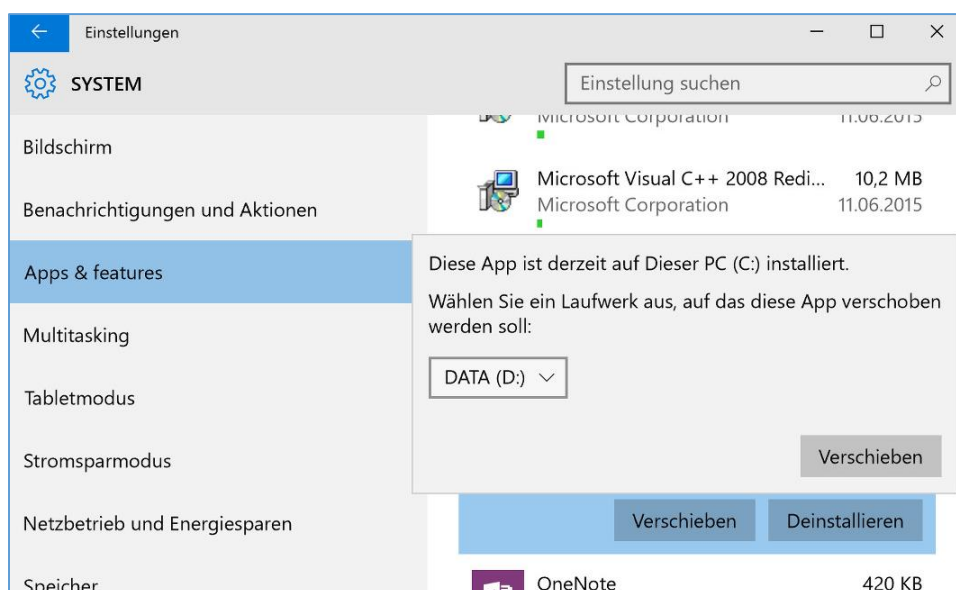 Einstellungen
SYSTEM
Einstellung suchen
Bildschirm
Benachrichtigungen und Aktionen
Apps & features
Multitasking
Tabletmodus
Stromsparmodus
Netzbetrieb und Energiesparen
Speicher
Microsoft Corporation 11.06.2015
Microsoft Visual C++ 2008 Redi... 10,2 MB
Microsoft Corporation 11.06.2015
Diese App ist derzeit auf Dieser PC (C:) installiert.
Wählen Sie ein Laufwerk aus, auf das diese App verschoben
werden soll:
DATA (D:)
Verschieben
Verschieben Deinstallieren
OneNote 420 KB